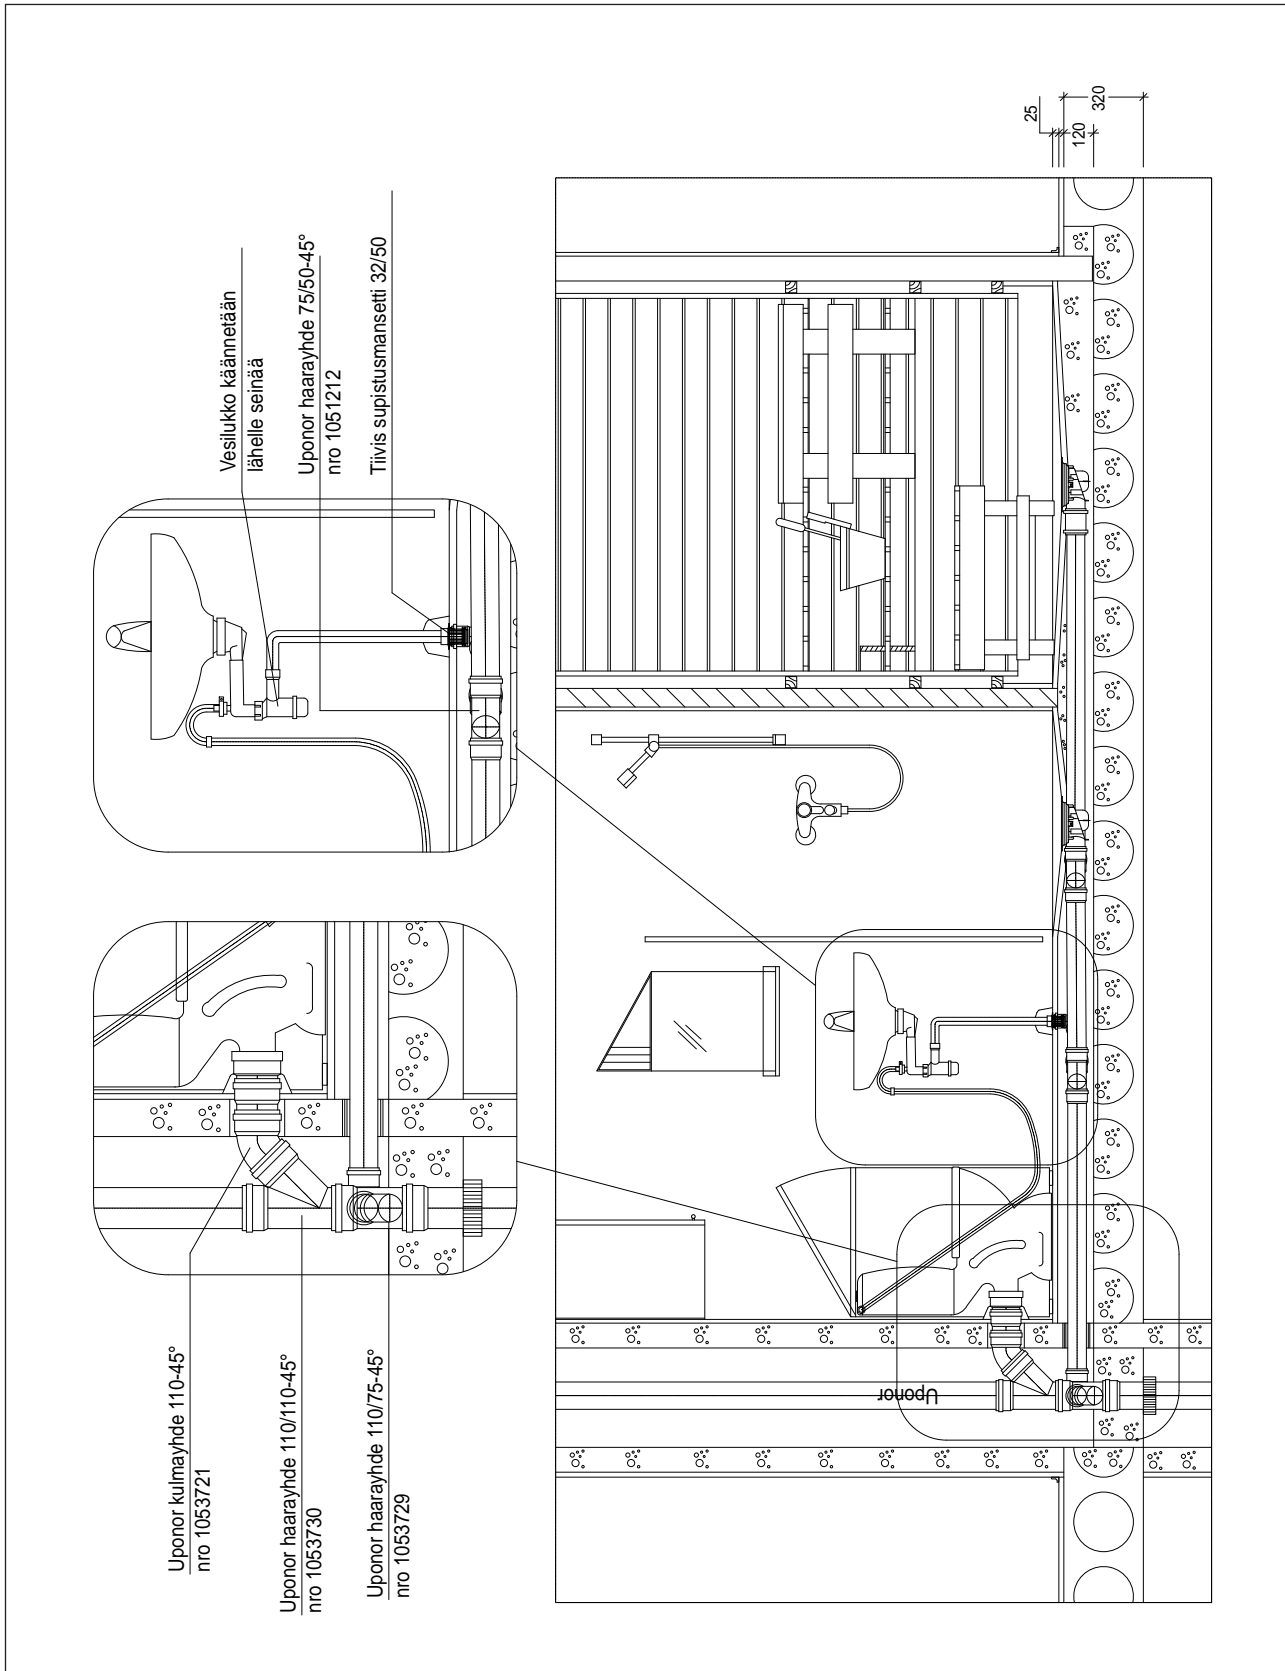 Vesilukko käännetään
lähelle seinää
Uponor haarayhde 75/50-45°
nro 1051212
Tiivis supistusmansetti 32/50
Uponor kulmayhde 110-45°
nro 1053721
Uponor haarayhde 110/110-45°
nro 1053730
Uponor haarayhde 110/75-45°
nro 1053729
25
120
320
Uponor